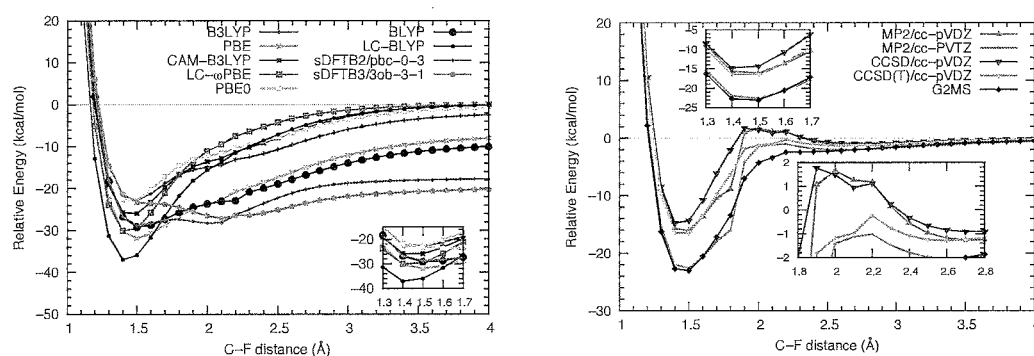 B3LYP
PBE
CAM-B3LYP
LC-ωPBE
PBE0
BLYP
LC-BLYP
sDFTB2/pbc-0-3
sDFTB3/3ob-3-1
Relative Energy (kcal/mol)
20
10
0
-10
-20
-30
-40
-50
-20
-30
-40
1.3 1.4 1.5 1.6 1.7
1 1.5 2 2.5 3 3.5 4
C-F distance (Å)
MP2/cc-pVDZ
MP2/cc-PVTZ
CCSD/cc-pVDZ
CCSD(T)/cc-pVDZ
G2MS
Relative Energy (kcal/mol)
20
10
0
-10
-20
-30
-5
-10
-15
-20
-25
1.3 1.4 1.5 1.6 1.7
2
1
0
-1
-2
1.8 2 2.2 2.4 2.6 2.8
1 1.5 2 2.5 3 3.5 4
C-F distance (Å)